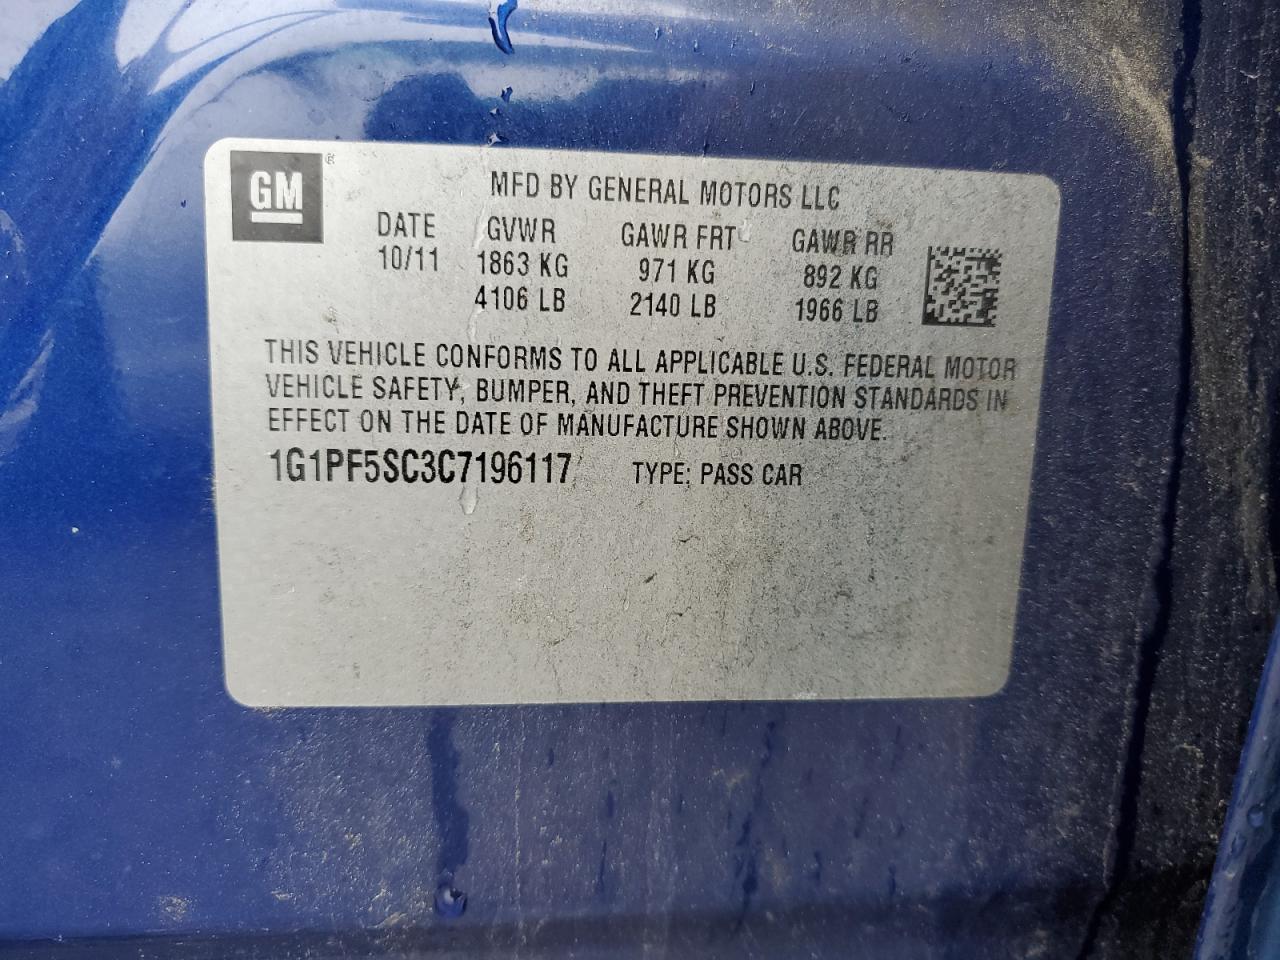 GM
MFD BY GENERAL MOTORS LLC
DATE GVWR GAWR FRT GAWR RR
10/11 1863 KG 971 KG 892 KG
4106 LB 2140 LB 1966 LB
THIS VEHICLE CONFORMS TO ALL APPLICABLE U.S. FEDERAL MOTOR
VEHICLE SAFETY, BUMPER, AND THEFT PREVENTION STANDARDS IN
EFFECT ON THE DATE OF MANUFACTURE SHOWN ABOVE.
1G1PF5SC3C7196117 TYPE: PASS CAR